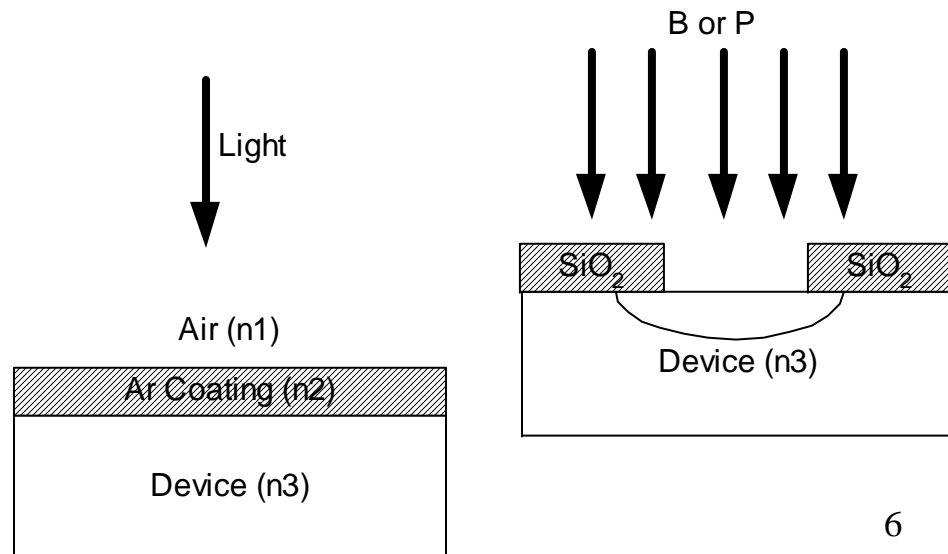 Light
Air (n1)
Ar Coating (n2)
Device (n3)
B or P
SiO₂ SiO₂
Device (n3)
6